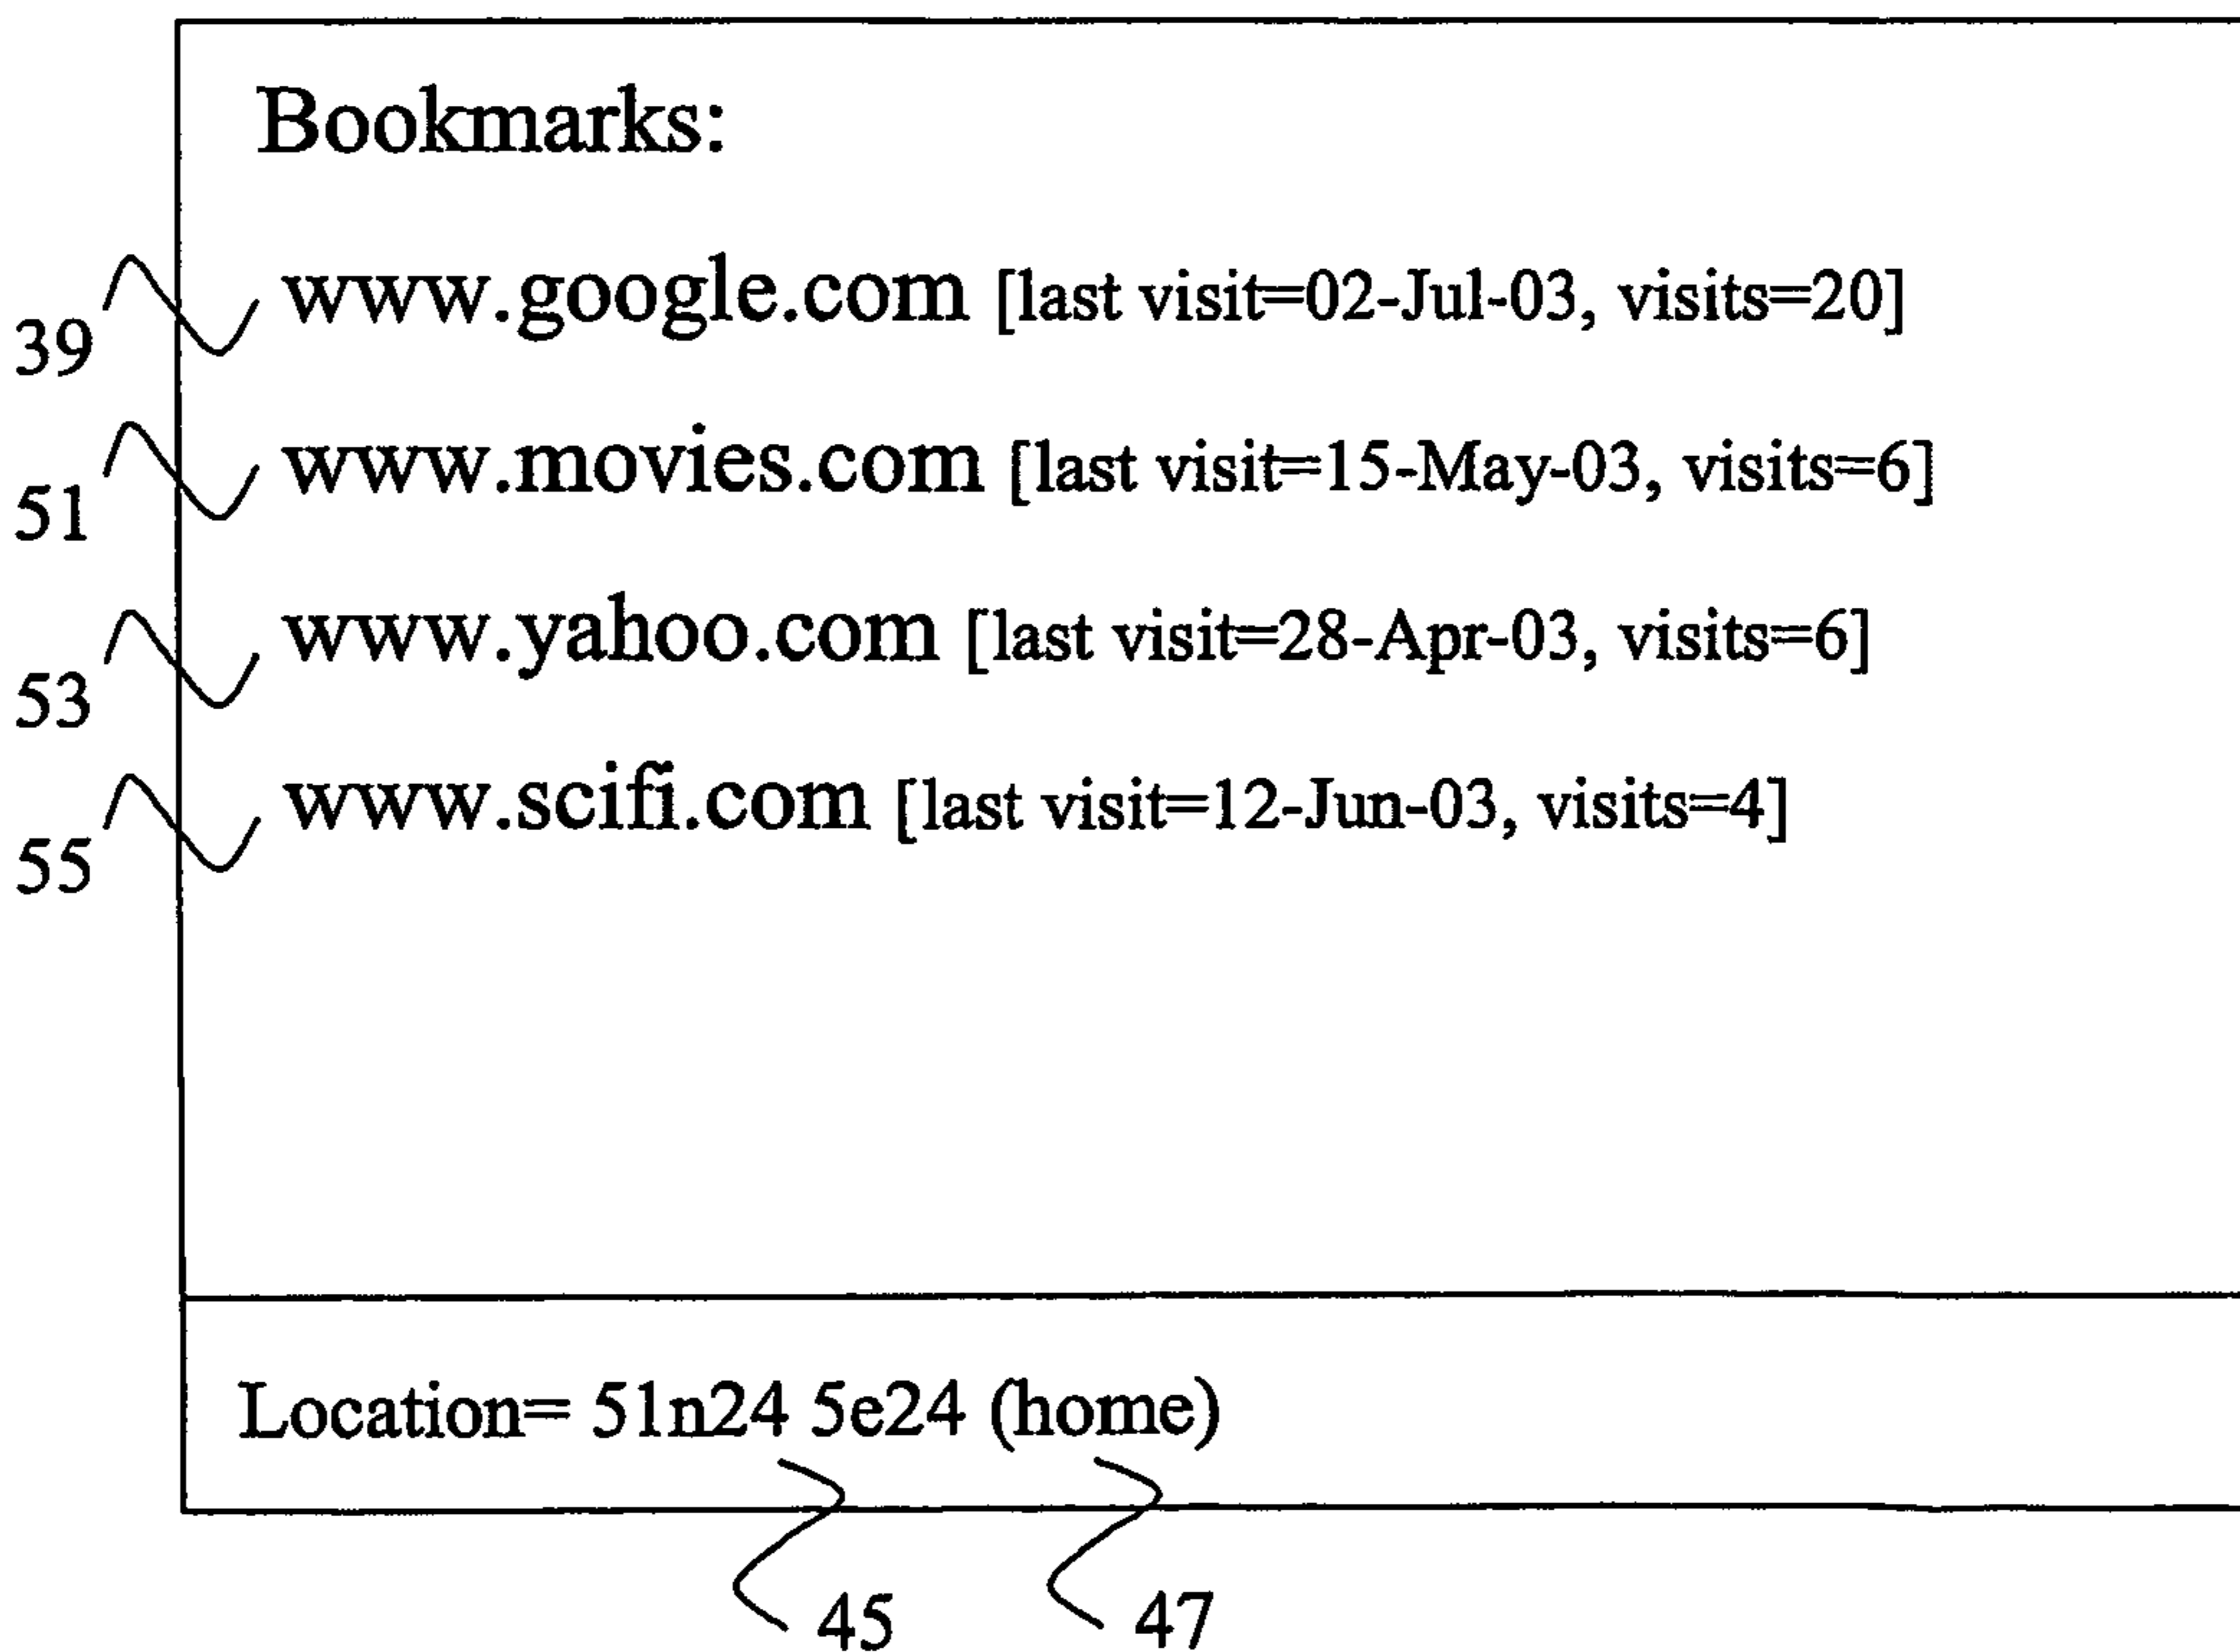 Bookmarks:
39 www.google.com [last visit=02-Jul-03, visits=20]
51 www.movies.com [last visit=15-May-03, visits=6]
53 www.yahoo.com [last visit=28-Apr-03, visits=6]
55 www.scifi.com [last visit=12-Jun-03, visits=4]
Location= 51n24 5e24 (home)
45 47